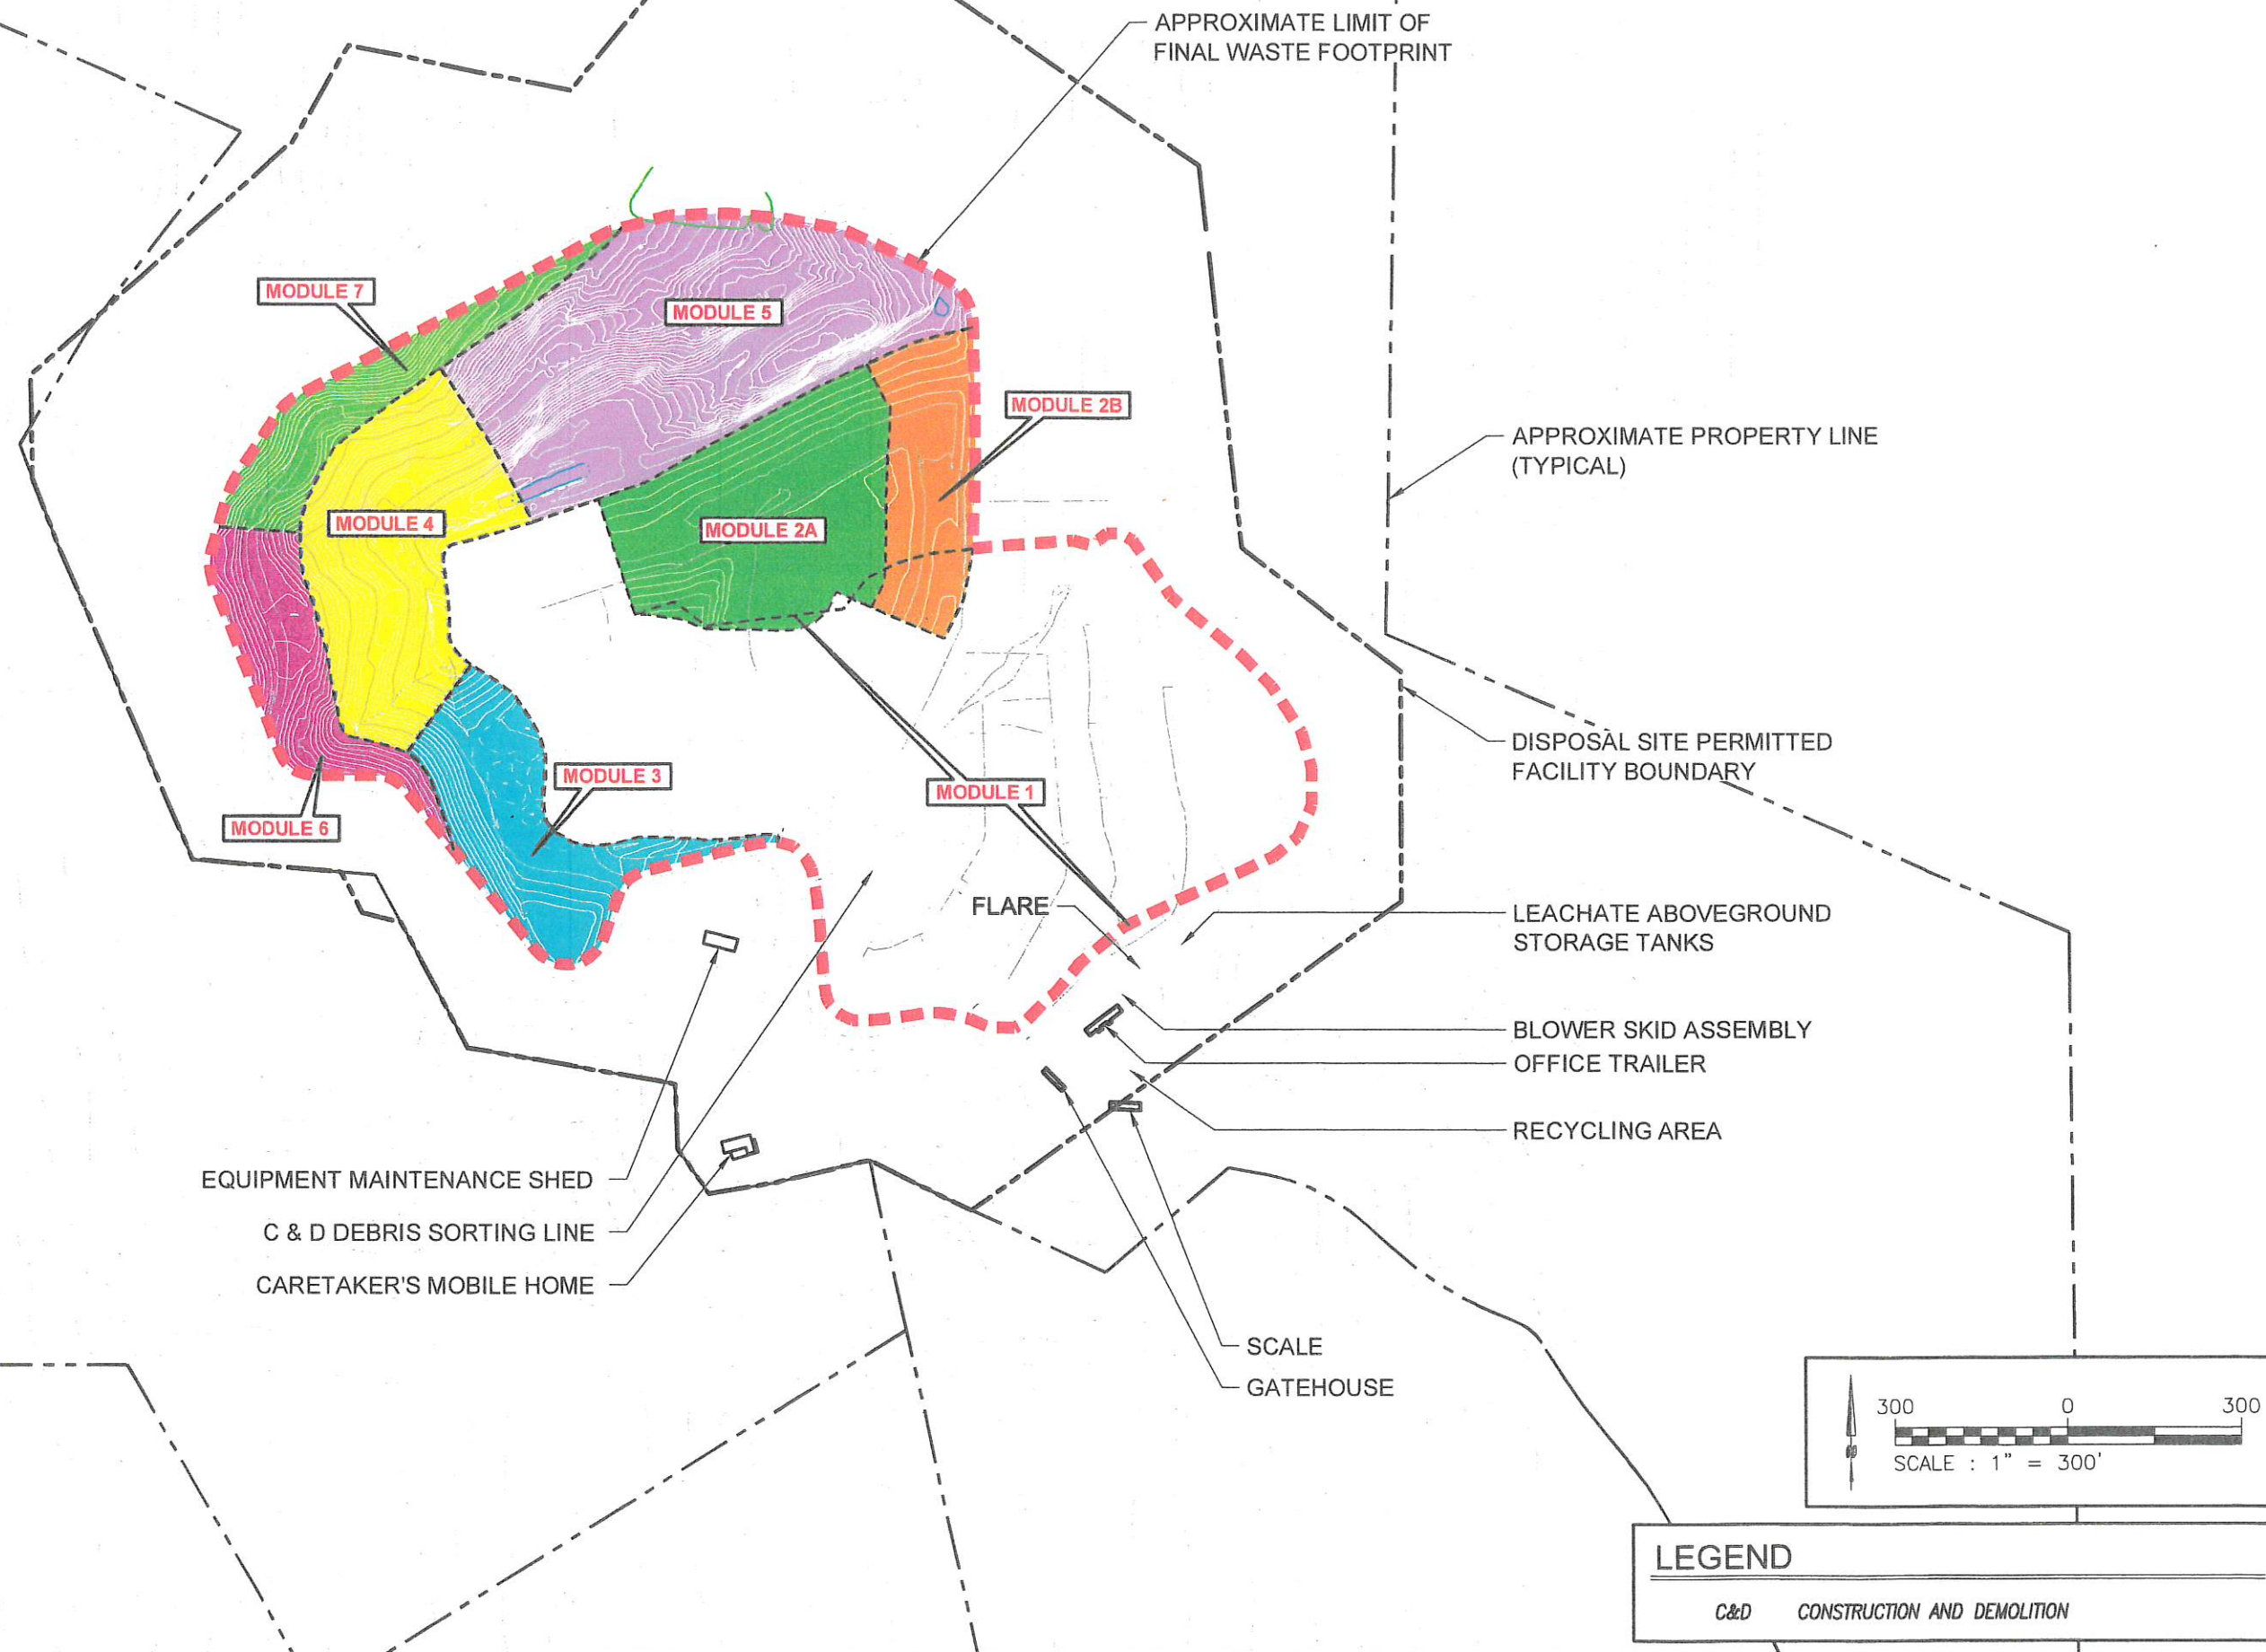 APPROXIMATE LIMIT OF
FINAL WASTE FOOTPRINT
MODULE 7
MODULE 5
MODULE 2B
APPROXIMATE PROPERTY LINE
(TYPICAL)
MODULE 4
MODULE 2A
DISPOSAL SITE PERMITTED
FACILITY BOUNDARY
MODULE 3
MODULE 1
MODULE 6
FLARE
LEACHATE ABOVEGROUND
STORAGE TANKS
BLOWER SKID ASSEMBLY
OFFICE TRAILER
RECYCLING AREA
EQUIPMENT MAINTENANCE SHED
C & D DEBRIS SORTING LINE
CARETAKER'S MOBILE HOME
SCALE
GATEHOUSE
300 0 300
SCALE : 1" = 300'
LEGEND
C&D CONSTRUCTION AND DEMOLITION